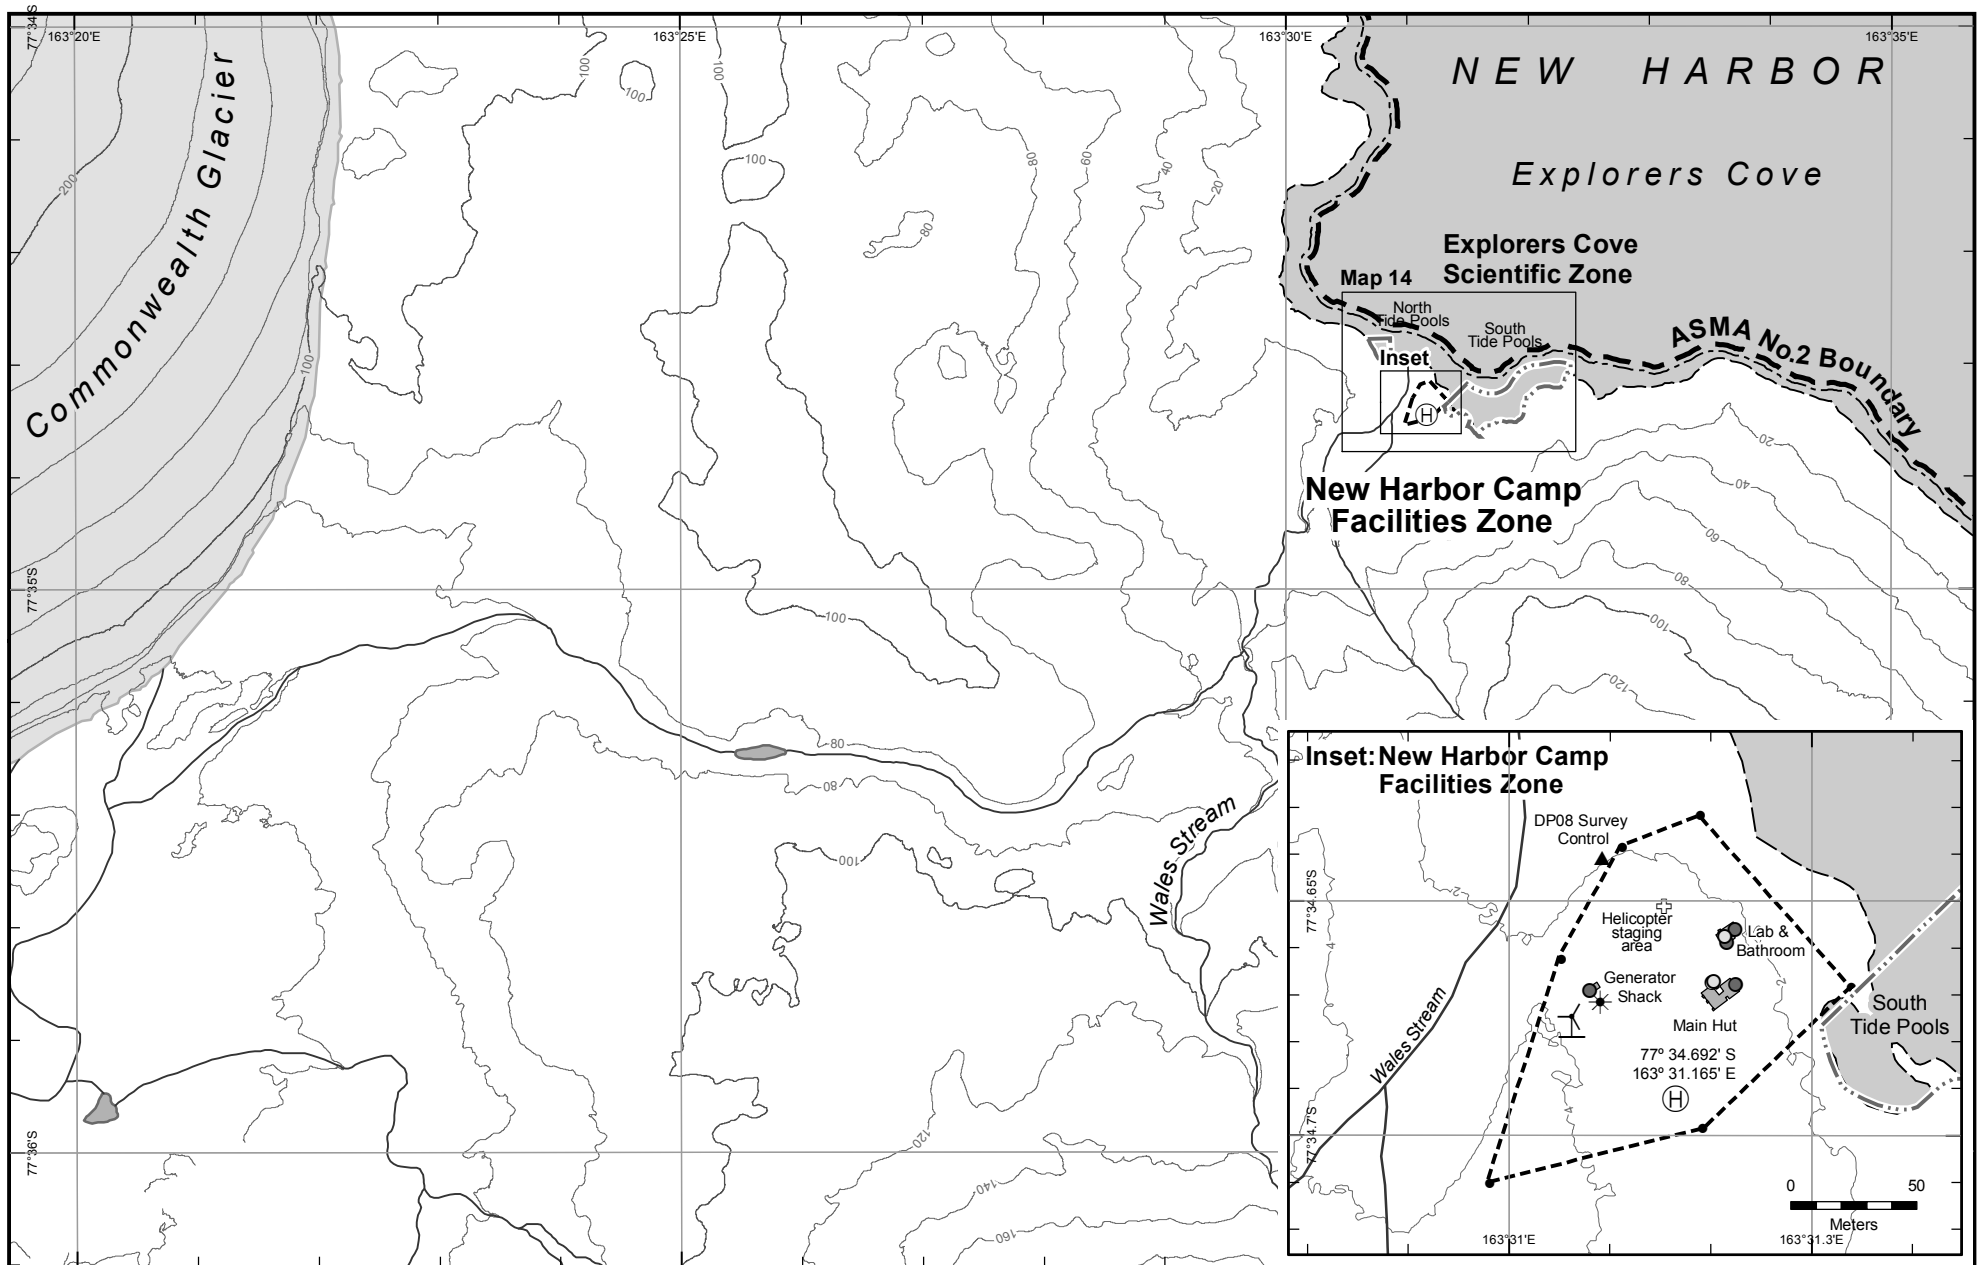 77°34'S
163°20'E
163°25'E
163°30'E
163°35'E
NEW HARBOR
Explorers Cove
Explorers Cove
Scientific Zone
Map 14
North
Tide Pools
South
Tide Pools
Inset
H
ASMA No.2 Boundary
New Harbor Camp
Facilities Zone
Commonwealth Glacier
200
100
100
100
100
100
80
60
40
20
80
20
40
60
80
100
120
77°35'S
100
80
80
100
Wales Stream
120
140
160
77°36'S
Inset: New Harbor Camp
Facilities Zone
DP08 Survey
Control
77°34.65'S
2
4
Helicopter
staging
area
Lab &
Bathroom
Generator
Shack
2
Main Hut
South
Tide Pools
Wales Stream
77° 34.692' S
163° 31.165' E
H
4
77°34.7'S
0 50
Meters
163°31'E
163°31.3'E